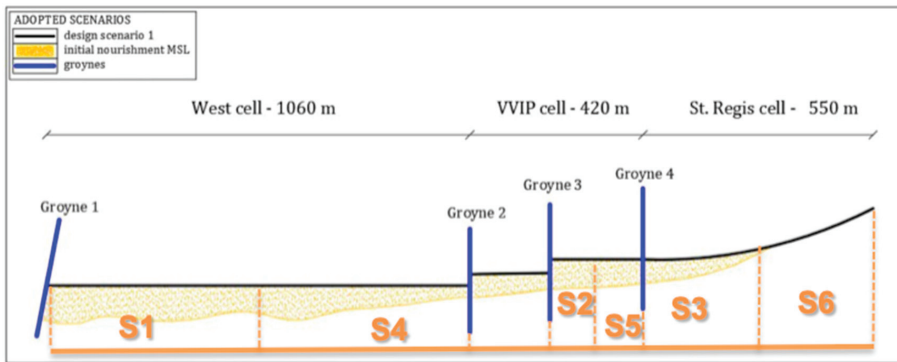 ADOPTED SCENARIOS
design scenario 1
initial nourishment MSL
groynes
West cell - 1060 m
VVIP cell - 420 m
St. Regis cell - 550 m
Groyne 1
Groyne 2
Groyne 3
Groyne 4
S1
S4
S2
S5
S3
S6